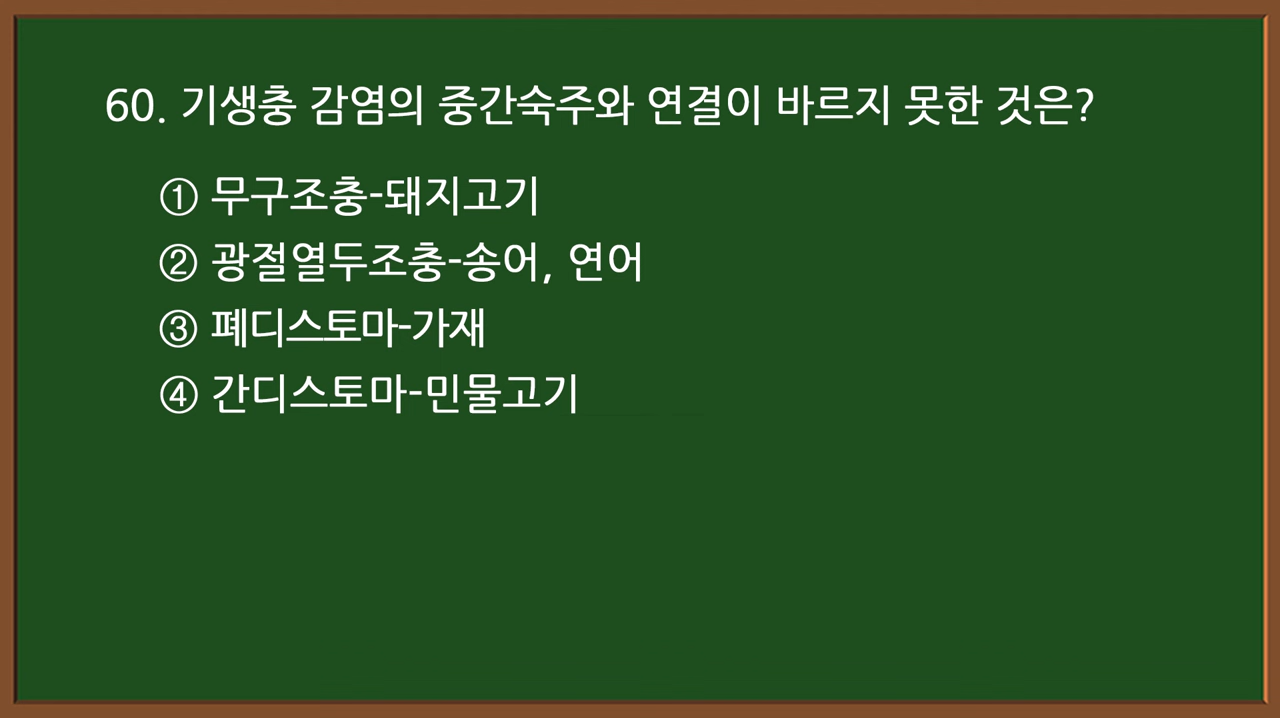 60. 기생충 감염의 중간숙주와 연결이 바르지 못한 것은?
① 무구조충-돼지고기
② 광절열두조충-송어, 연어
③ 폐디스토마-가재
④ 간디스토마-민물고기